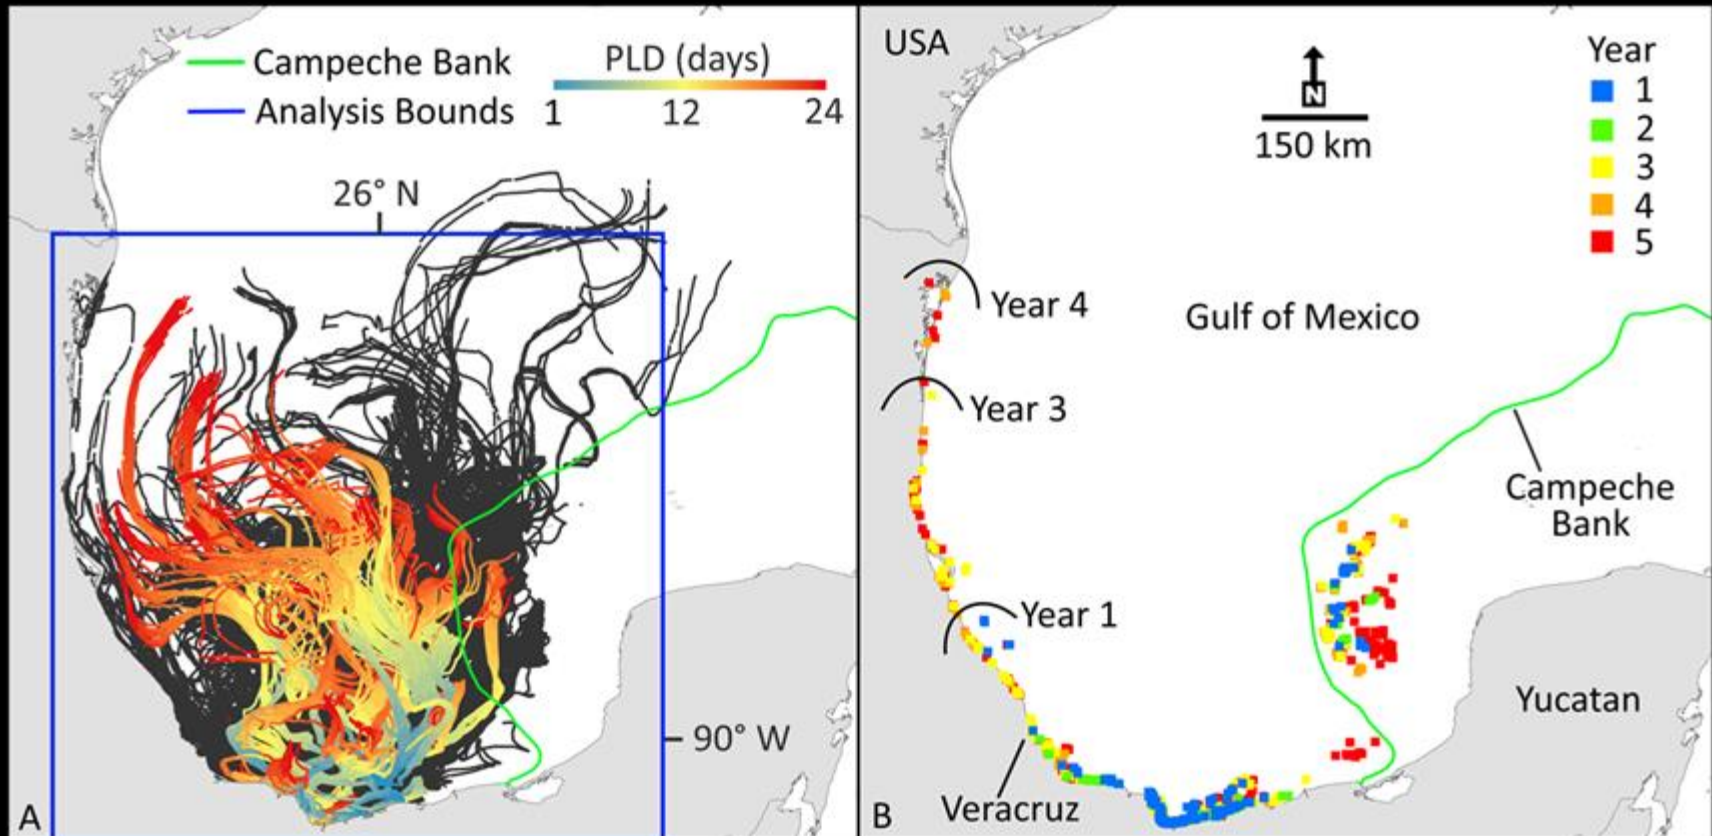 Campeche Bank
Analysis Bounds
PLD (days)
1 12 24
26° N
90° W
A
USA
N
150 km
Year
1
2
3
4
5
Year 4
Gulf of Mexico
Year 3
Campeche
Bank
Year 1
Yucatan
Veracruz
B